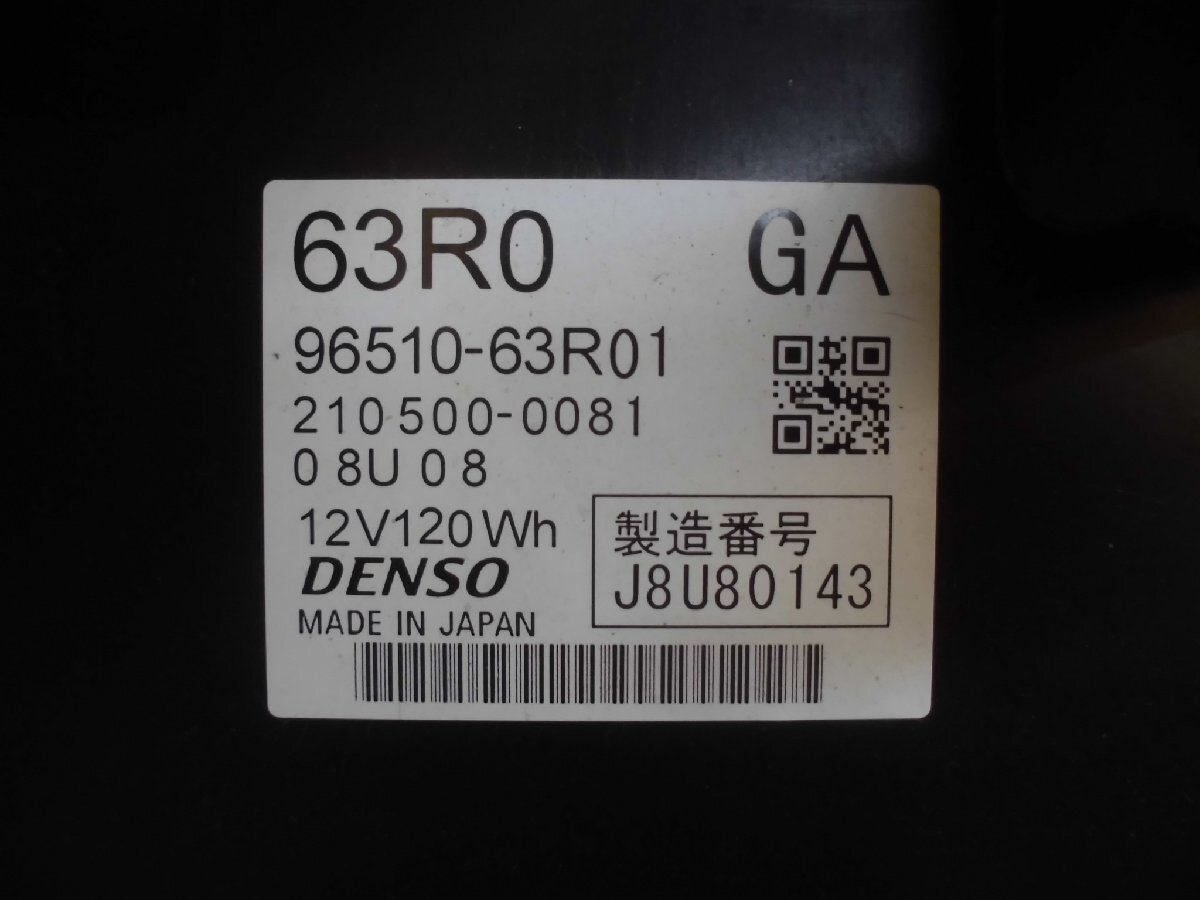 63R0 GA
96510-63R01
210500-0081
08U08
12V120Wh
DENSO
MADE IN JAPAN
製造番号
J8U80143